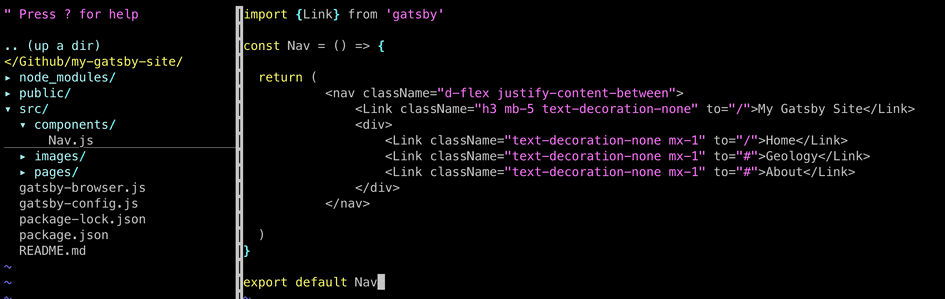 " Press ? for help
.. (up a dir)
</Github/my-gatsby-site/
▸ node_modules/
▸ public/
▾ src/
▾ components/
Nav.js
▸ images/
▸ pages/
gatsby-browser.js
gatsby-config.js
package-lock.json
package.json
README.md
~
~
~
import {Link} from 'gatsby'
const Nav = () => {
return (
<nav className="d-flex justify-content-between">
<Link className="h3 mb-5 text-decoration-none" to="/">My Gatsby Site</Link>
<div>
<Link className="text-decoration-none mx-1" to="/">Home</Link>
<Link className="text-decoration-none mx-1" to="#">Geology</Link>
<Link className="text-decoration-none mx-1" to="#">About</Link>
</div>
</nav>
)
}
export default Nav
~